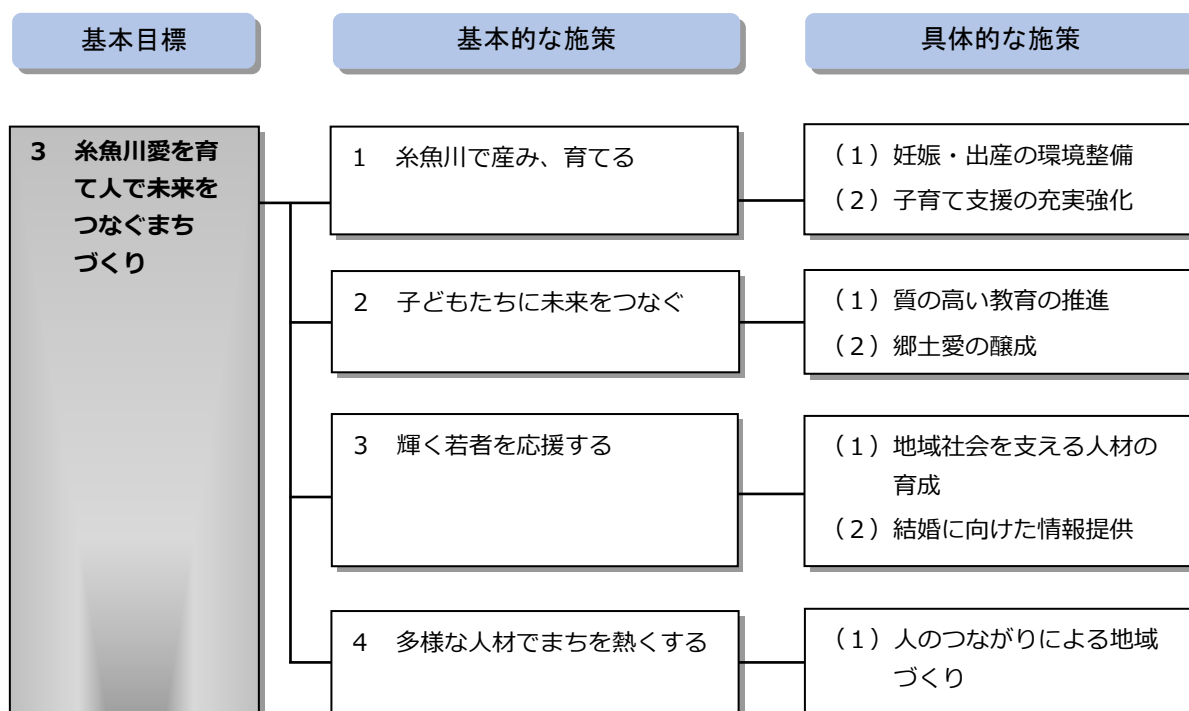 基本目標
基本的な施策
具体的な施策
3　糸魚川愛を育
て人で未来を
つなぐまち
づくり
1　糸魚川で産み、育てる
（1）妊娠・出産の環境整備
（2）子育て支援の充実強化
2　子どもたちに未来をつなぐ
（1）質の高い教育の推進
（2）郷土愛の醸成
3　輝く若者を応援する
（1）地域社会を支える人材の
育成
（2）結婚に向けた情報提供
4　多様な人材でまちを熱くする
（1）人のつながりによる地域
づくり